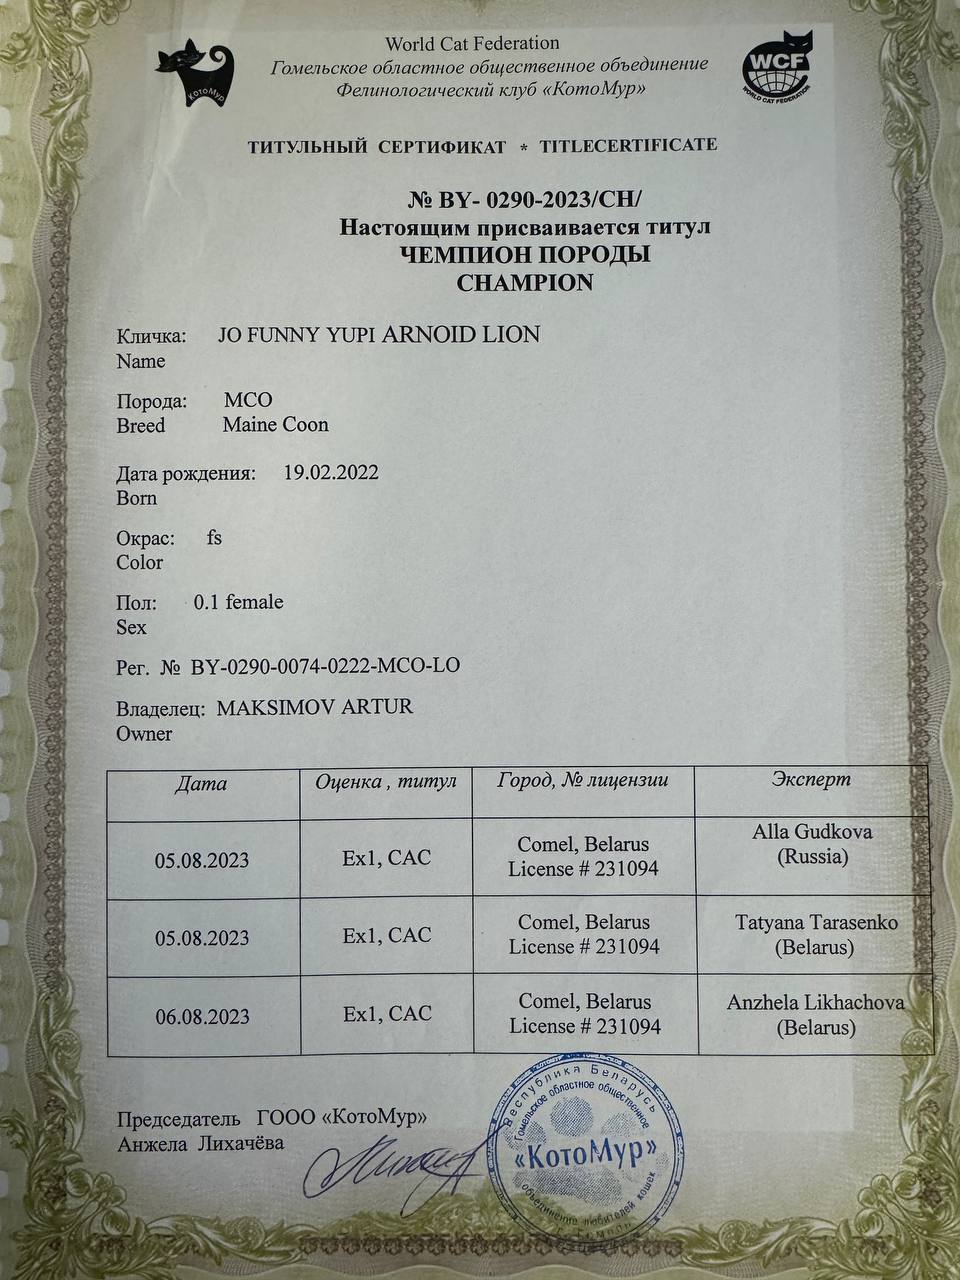 World Cat Federation
Гомельское областное общественное объединение
Фелинологический клуб «КотоМур»
КотоМур
WCF
WORLD CAT FEDERATION
ТИТУЛЬНЫЙ СЕРТИФИКАТ * TITLECERTIFICATE
№ BY- 0290-2023/CH/
Настоящим присваивается титул
ЧЕМПИОН ПОРОДЫ
CHAMPION
Кличка: JO FUNNY YUPI ARNOID LION
Name
Порода: MCO
Breed Maine Coon
Дата рождения: 19.02.2022
Born
Окрас: fs
Color
Пол: 0.1 female
Sex
Рег. № BY-0290-0074-0222-MCO-LO
Владелец: MAKSIMOV ARTUR
Owner
Дата Оценка , титул Город, № лицензии Эксперт
05.08.2023 Ex1, CAC Comel, Belarus License # 231094 Alla Gudkova (Russia)
05.08.2023 Ex1, CAC Comel, Belarus License # 231094 Tatyana Tarasenko (Belarus)
06.08.2023 Ex1, CAC Comel, Belarus License # 231094 Anzhela Likhachova (Belarus)
Председатель ГООО «КотоМур»
Анжела Лихачёва
Республика Беларусь
Гомельское областное общественное
«КотоМур»
объединение любителей кошек